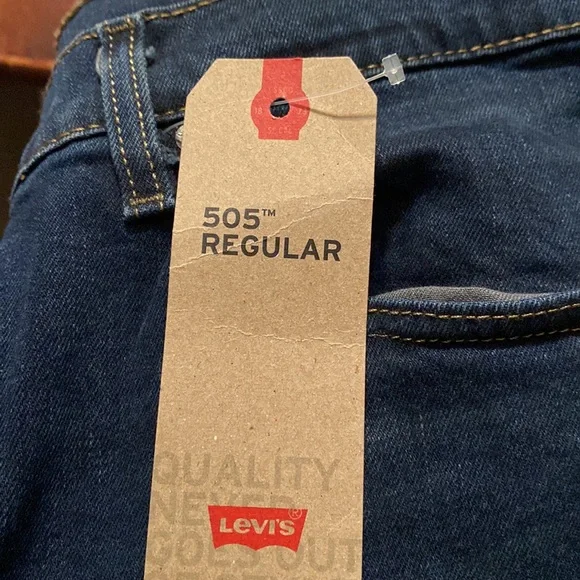 505™
REGULAR
QUALITY
NEVER
LEVI'S®
GOES OUT